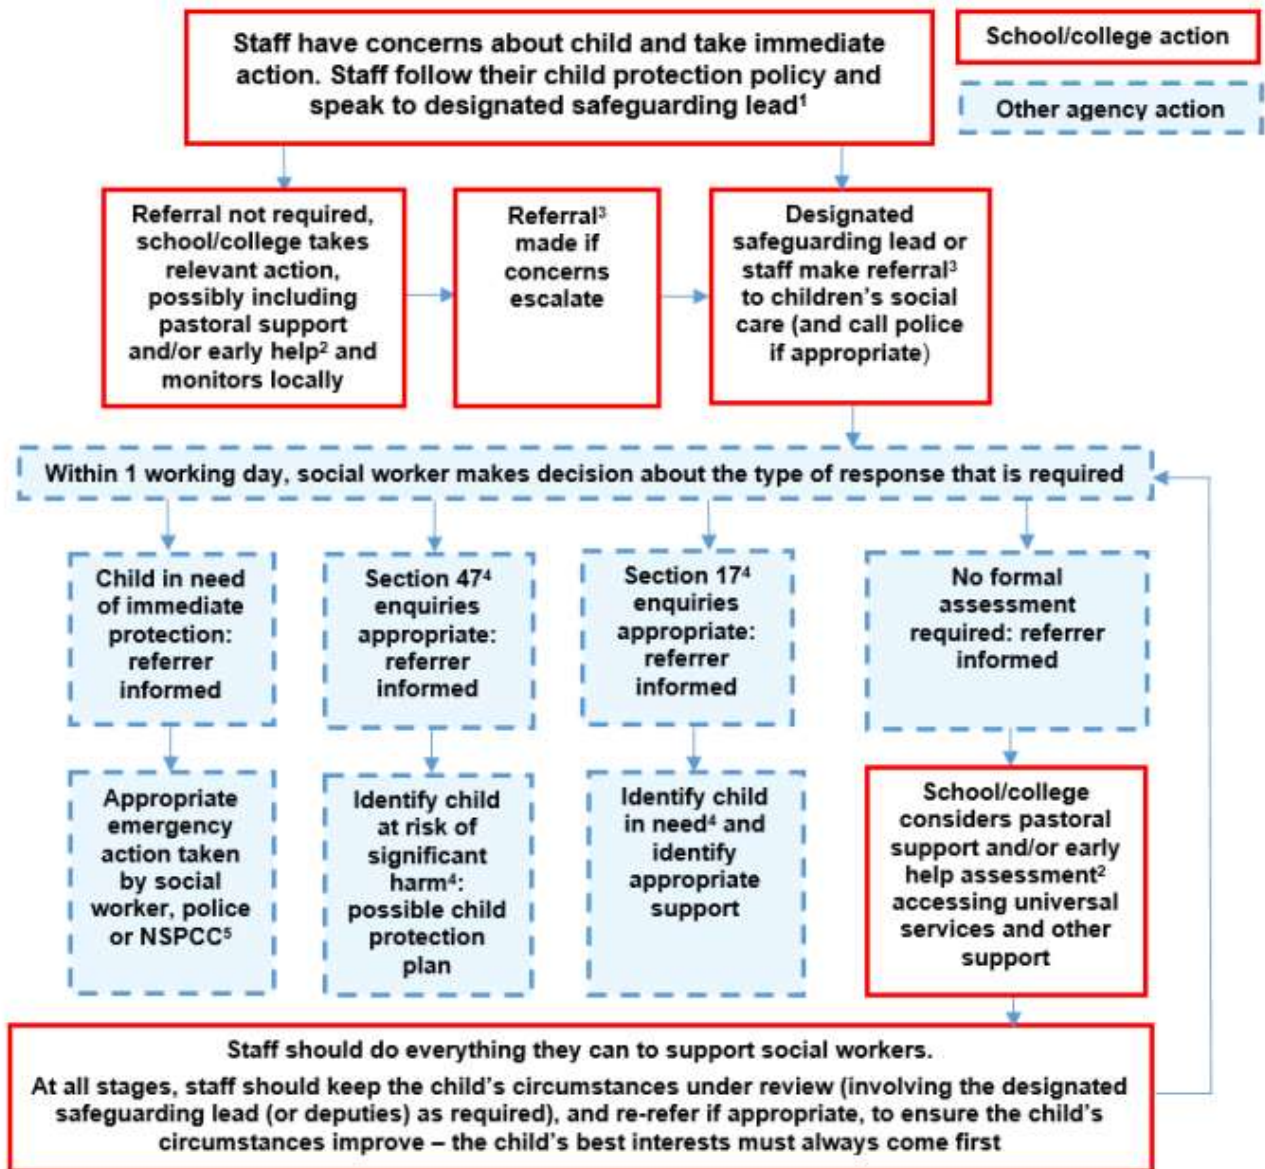 Staff have concerns about child and take immediate
action. Staff follow their child protection policy and
speak to designated safeguarding lead¹
School/college action
Other agency action
Referral not required,
school/college takes
relevant action,
possibly including
pastoral support
and/or early help² and
monitors locally
Referral³
made if
concerns
escalate
Designated
safeguarding lead or
staff make referral³
to children's social
care (and call police
if appropriate)
Within 1 working day, social worker makes decision about the type of response that is required
Child in need
of immediate
protection:
referrer
informed
Section 47⁴
enquiries
appropriate:
referrer
informed
Section 17⁴
enquiries
appropriate:
referrer
informed
No formal
assessment
required: referrer
informed
Appropriate
emergency
action taken
by social
worker, police
or NSPCC⁵
Identify child
at risk of
significant
harm⁴:
possible child
protection
plan
Identify child
in need⁴ and
identify
appropriate
support
School/college
considers pastoral
support and/or early
help assessment²
accessing universal
services and other
support
Staff should do everything they can to support social workers.
At all stages, staff should keep the child's circumstances under review (involving the designated
safeguarding lead (or deputies) as required), and re-refer if appropriate, to ensure the child's
circumstances improve – the child's best interests must always come first